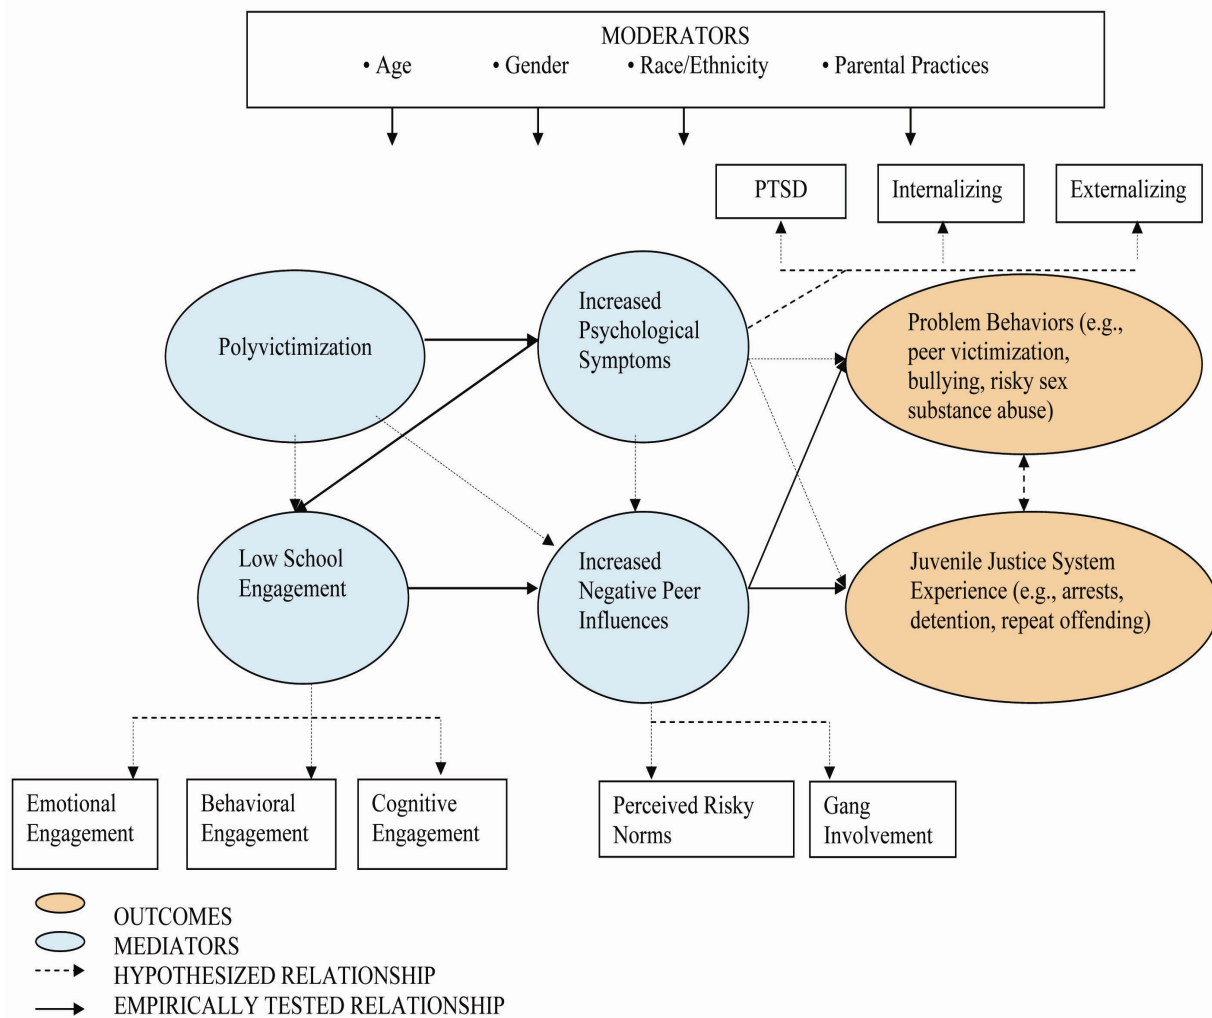 MODERATORS
• Age • Gender • Race/Ethnicity • Parental Practices
PTSD
Internalizing
Externalizing
Polyvictimization
Increased
Psychological
Symptoms
Problem Behaviors (e.g.,
peer victimization,
bullying, risky sex
substance abuse)
Low School
Engagement
Increased
Negative Peer
Influences
Juvenile Justice System
Experience (e.g., arrests,
detention, repeat offending)
Emotional
Engagement
Behavioral
Engagement
Cognitive
Engagement
Perceived Risky
Norms
Gang
Involvement
OUTCOMES
MEDIATORS
HYPOTHESIZED RELATIONSHIP
EMPIRICALLY TESTED RELATIONSHIP